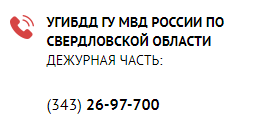 УГИБДД ГУ МВД РОССИИ ПО
СВЕРДЛОВСКОЙ ОБЛАСТИ
ДЕЖУРНАЯ ЧАСТЬ:
(343) 26-97-700